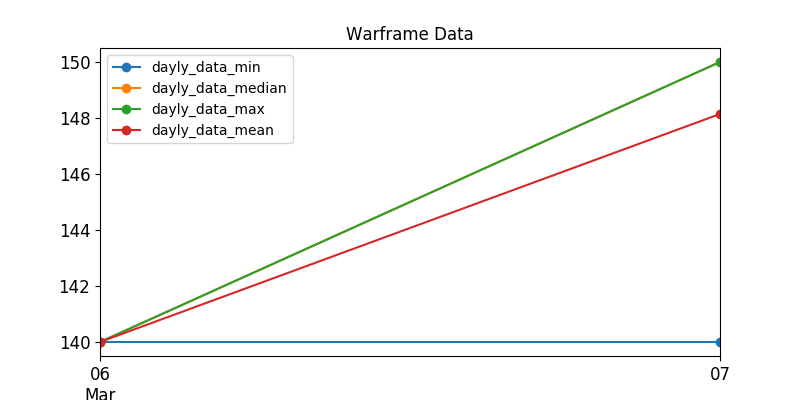 Warframe Data
dayly_data_min
dayly_data_median
dayly_data_max
dayly_data_mean
150
148
146
144
142
140
06
Mar
07